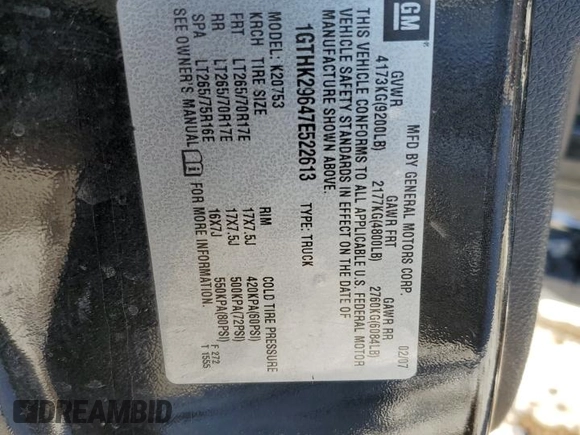 GM
MFD BY GENERAL MOTORS CORP. 02/07
GVWR GAWR FRT GAWR RR
4173KG(9200LB) 2177KG(4800LB) 2760KG(6084LB)
THIS VEHICLE CONFORMS TO ALL APPLICABLE U.S. FEDERAL MOTOR
VEHICLE SAFETY STANDARDS IN EFFECT ON THE DATE OF
MANUFACTURE SHOWN ABOVE.
1GTHK29647E522613 TYPE: TRUCK
MODEL: K20753
KRCH TIRE SIZE RIM COLD TIRE PRESSURE
FRT LT265/70R17E 17X7.5J 420KPA(60PSI)
RR LT265/70R17E 17X7.5J 500KPA(72PSI)
SPA LT265/75R16E 16X7J 550KPA(80PSI)
SEE OWNER'S MANUAL FOR MORE INFORMATION. F 272
T 1555
DREAMBID